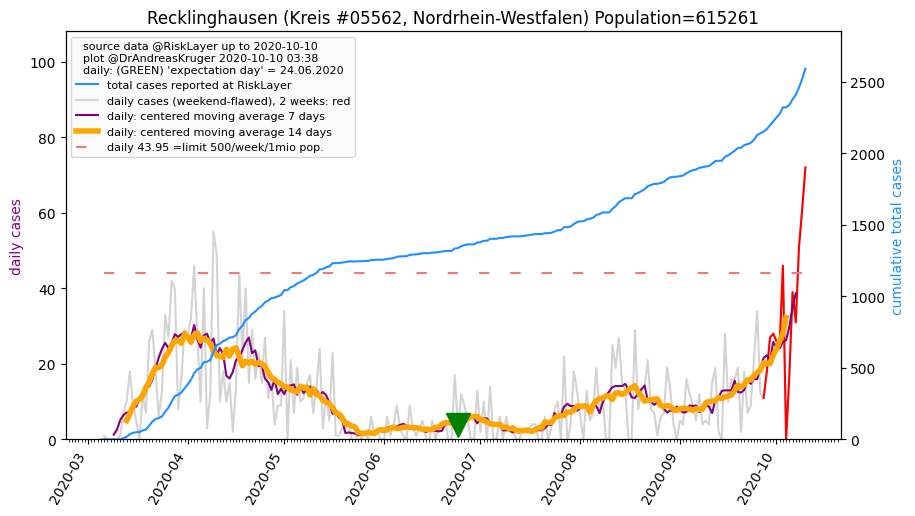 Recklinghausen (Kreis #05562, Nordrhein-Westfalen) Population=615261
source data @RiskLayer up to 2020-10-10
plot @DrAndreasKruger 2020-10-10 03:38
daily: (GREEN) 'expectation day' = 24.06.2020
total cases reported at RiskLayer
daily cases (weekend-flawed), 2 weeks: red
daily: centered moving average 7 days
daily: centered moving average 14 days
daily 43.95 =limit 500/week/1mio pop.
daily cases
100
80
60
40
20
0
cumulative total cases
2500
2000
1500
1000
500
0
2020-03
2020-04
2020-05
2020-06
2020-07
2020-08
2020-09
2020-10